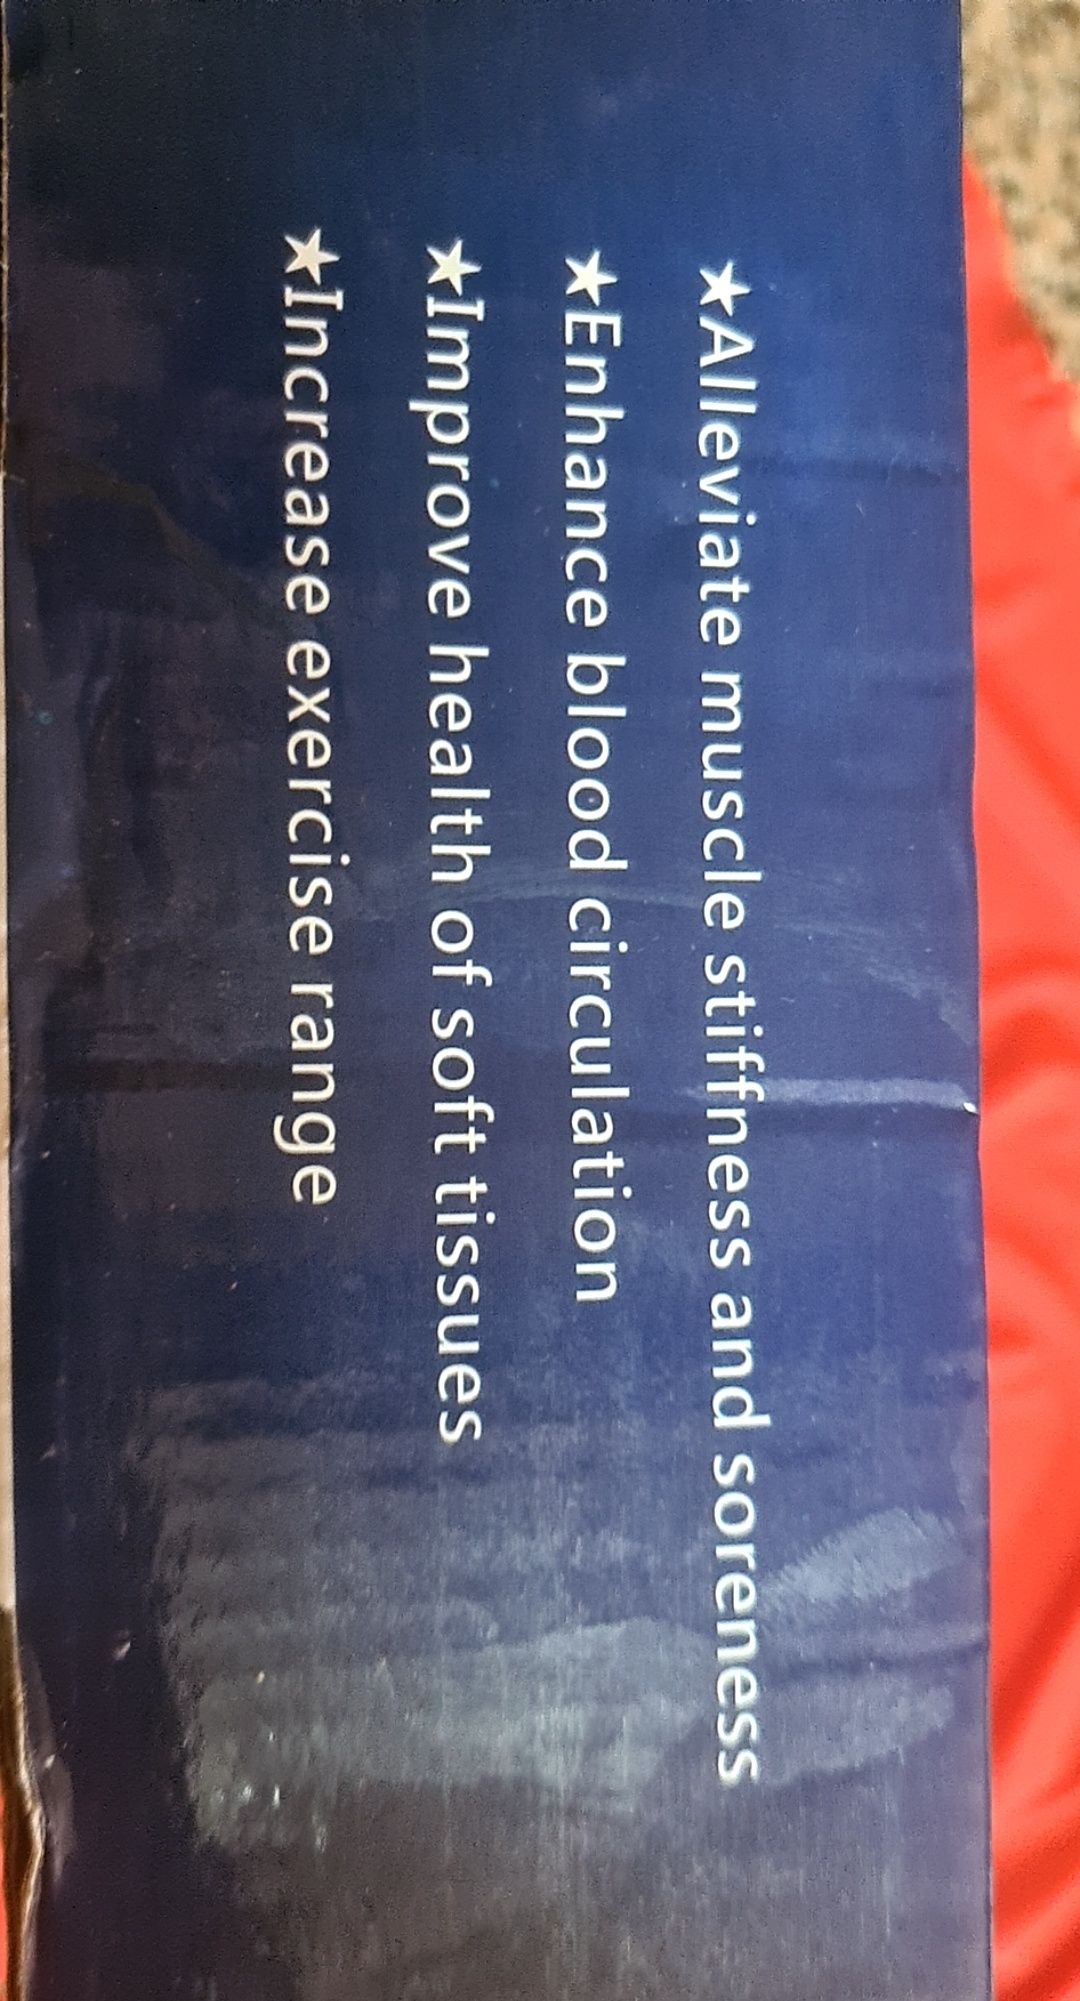 ★Alleviate muscle stiffness and soreness
★Enhance blood circulation
★Improve health of soft tissues
★Increase exercise range